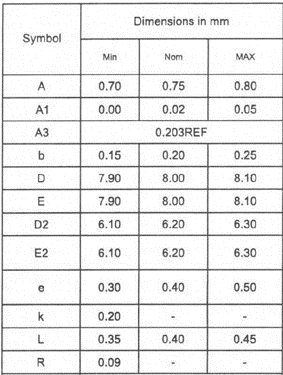 Symbol Dimensions in mm
Min Nom MAX
A 0.70 0.75 0.80
A1 0.00 0.02 0.05
A3 0.203REF
b 0.15 0.20 0.25
D 7.90 8.00 8.10
E 7.90 8.00 8.10
D2 6.10 6.20 6.30
E2 6.10 6.20 6.30
e 0.30 0.40 0.50
k 0.20 - -
L 0.35 0.40 0.45
R 0.09 - -